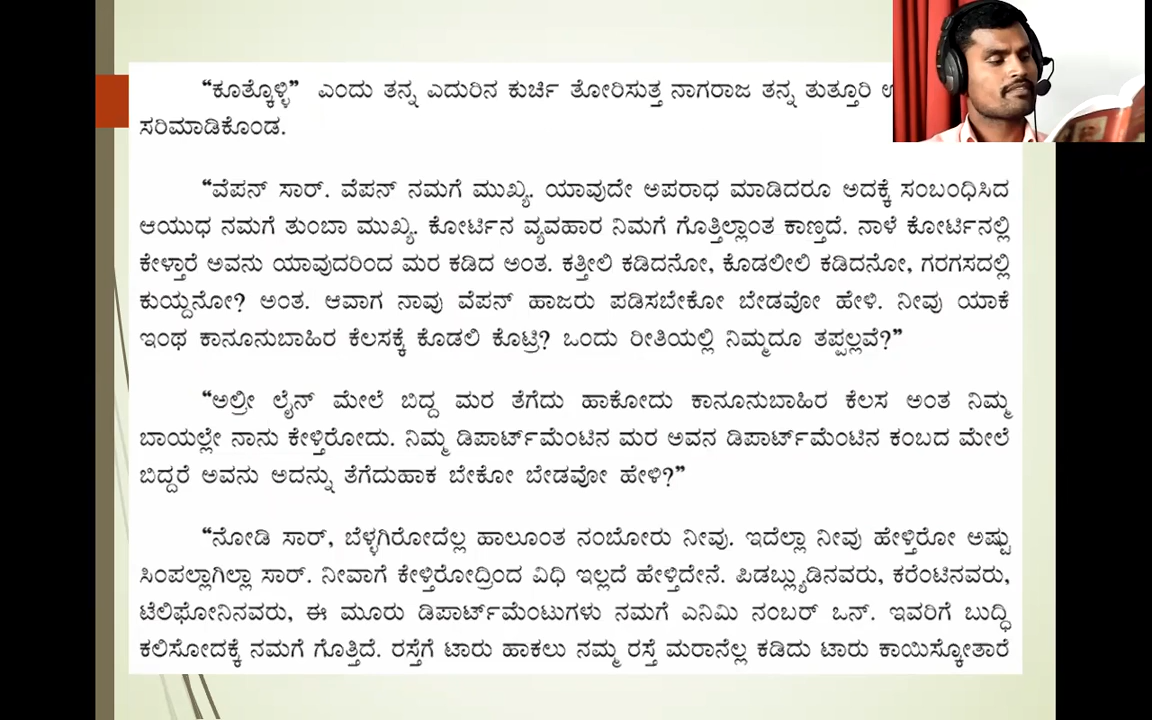 “ಕೂತ್ಕೊಳ್ಳಿ” ಎಂದು ತನ್ನ ಎದುರಿನ ಕುರ್ಚಿ ತೋರಿಸುತ್ತ ನಾಗರಾಜ ತನ್ನ ತುತ್ತೂರಿ
ಸರಿಮಾಡಿಕೊಂಡ.
“ವೆಪನ್ ಸಾರ್. ವೆಪನ್ ನಮಗೆ ಮುಖ್ಯ. ಯಾವುದೇ ಅಪರಾಧ ಮಾಡಿದರೂ ಅದಕ್ಕೆ ಸಂಬಂಧಿಸಿದ
ಆಯುಧ ನಮಗೆ ತುಂಬಾ ಮುಖ್ಯ. ಕೋರ್ಟಿನ ವ್ಯವಹಾರ ನಿಮಗೆ ಗೊತ್ತಿಲ್ಲಾಂತ ಕಾಣ್ತದೆ. ನಾಳೆ ಕೋರ್ಟಿನಲ್ಲಿ
ಕೇಳ್ತಾರೆ ಅವನು ಯಾವುದರಿಂದ ಮರ ಕಡಿದ ಅಂತ. ಕತ್ತೀಲಿ ಕಡಿದನೋ, ಕೊಡಲೀಲಿ ಕಡಿದನೋ, ಗರಗಸದಲ್ಲಿ
ಕುಯ್ದನೋ? ಅಂತ. ಆವಾಗ ನಾವು ವೆಪನ್ ಹಾಜರು ಪಡಿಸಬೇಕೋ ಬೇಡವೋ ಹೇಳಿ. ನೀವು ಯಾಕೆ
ಇಂಥ ಕಾನೂನುಬಾಹಿರ ಕೆಲಸಕ್ಕೆ ಕೊಡಲಿ ಕೊಟ್ರಿ? ಒಂದು ರೀತಿಯಲ್ಲಿ ನಿಮ್ಮದೂ ತಪ್ಪಲ್ಲವೆ?”
“ಅಲ್ರೀ ಲೈನ್ ಮೇಲೆ ಬಿದ್ದ ಮರ ತೆಗೆದು ಹಾಕೋದು ಕಾನೂನುಬಾಹಿರ ಕೆಲಸ ಅಂತ ನಿಮ್ಮ
ಬಾಯಲ್ಲೇ ನಾನು ಕೇಳ್ತಿರೋದು. ನಿಮ್ಮ ಡಿಪಾರ್ಟ್‌ಮೆಂಟಿನ ಮರ ಅವನ ಡಿಪಾರ್ಟ್‌ಮೆಂಟಿನ ಕಂಬದ ಮೇಲೆ
ಬಿದ್ದರೆ ಅವನು ಅದನ್ನು ತೆಗೆದುಹಾಕ ಬೇಕೋ ಬೇಡವೋ ಹೇಳಿ?”
“ನೋಡಿ ಸಾರ್, ಬೆಳ್ಳಗಿರೋದೆಲ್ಲ ಹಾಲೂಂತ ನಂಬೋರು ನೀವು. ಇದೆಲ್ಲಾ ನೀವು ಹೇಳ್ತಿರೋ ಅಷ್ಟು
ಸಿಂಪಲ್ಲಾಗಿಲ್ಲಾ ಸಾರ್. ನೀವಾಗೆ ಕೇಳ್ತಿರೋದ್ರಿಂದ ವಿಧಿ ಇಲ್ಲದೆ ಹೇಳ್ತಿದೇನೆ. ಪಿಡಬ್ಲ್ಯುಡಿನವರು, ಕರೆಂಟಿನವರು,
ಟೆಲಿಫೋನಿನವರು, ಈ ಮೂರು ಡಿಪಾರ್ಟ್‌ಮೆಂಟುಗಳು ನಮಗೆ ಎನಿಮಿ ನಂಬರ್ ಒನ್. ಇವರಿಗೆ ಬುದ್ಧಿ
ಕಲಿಸೋದಕ್ಕೆ ನಮಗೆ ಗೊತ್ತಿದೆ. ರಸ್ತೆಗೆ ಟಾರು ಹಾಕಲು ನಮ್ಮ ರಸ್ತೆ ಮರಾನೆಲ್ಲ ಕಡಿದು ಟಾರು ಕಾಯಿಸ್ಕೋತಾರೆ